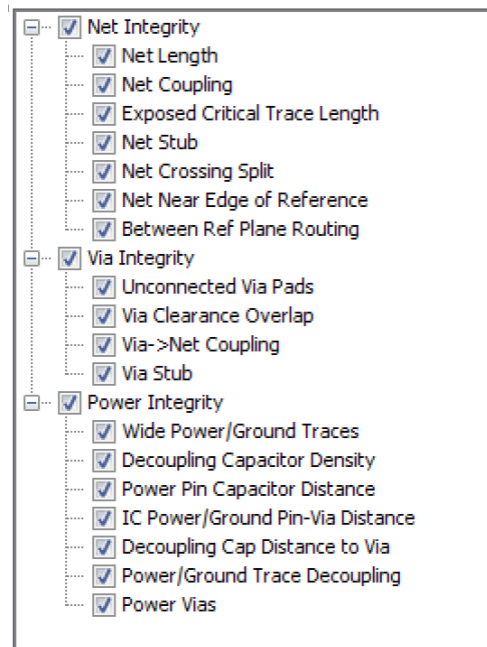 Net Integrity
Net Length
Net Coupling
Exposed Critical Trace Length
Net Stub
Net Crossing Split
Net Near Edge of Reference
Between Ref Plane Routing
Via Integrity
Unconnected Via Pads
Via Clearance Overlap
Via->Net Coupling
Via Stub
Power Integrity
Wide Power/Ground Traces
Decoupling Capacitor Density
Power Pin Capacitor Distance
IC Power/Ground Pin-Via Distance
Decoupling Cap Distance to Via
Power/Ground Trace Decoupling
Power Vias